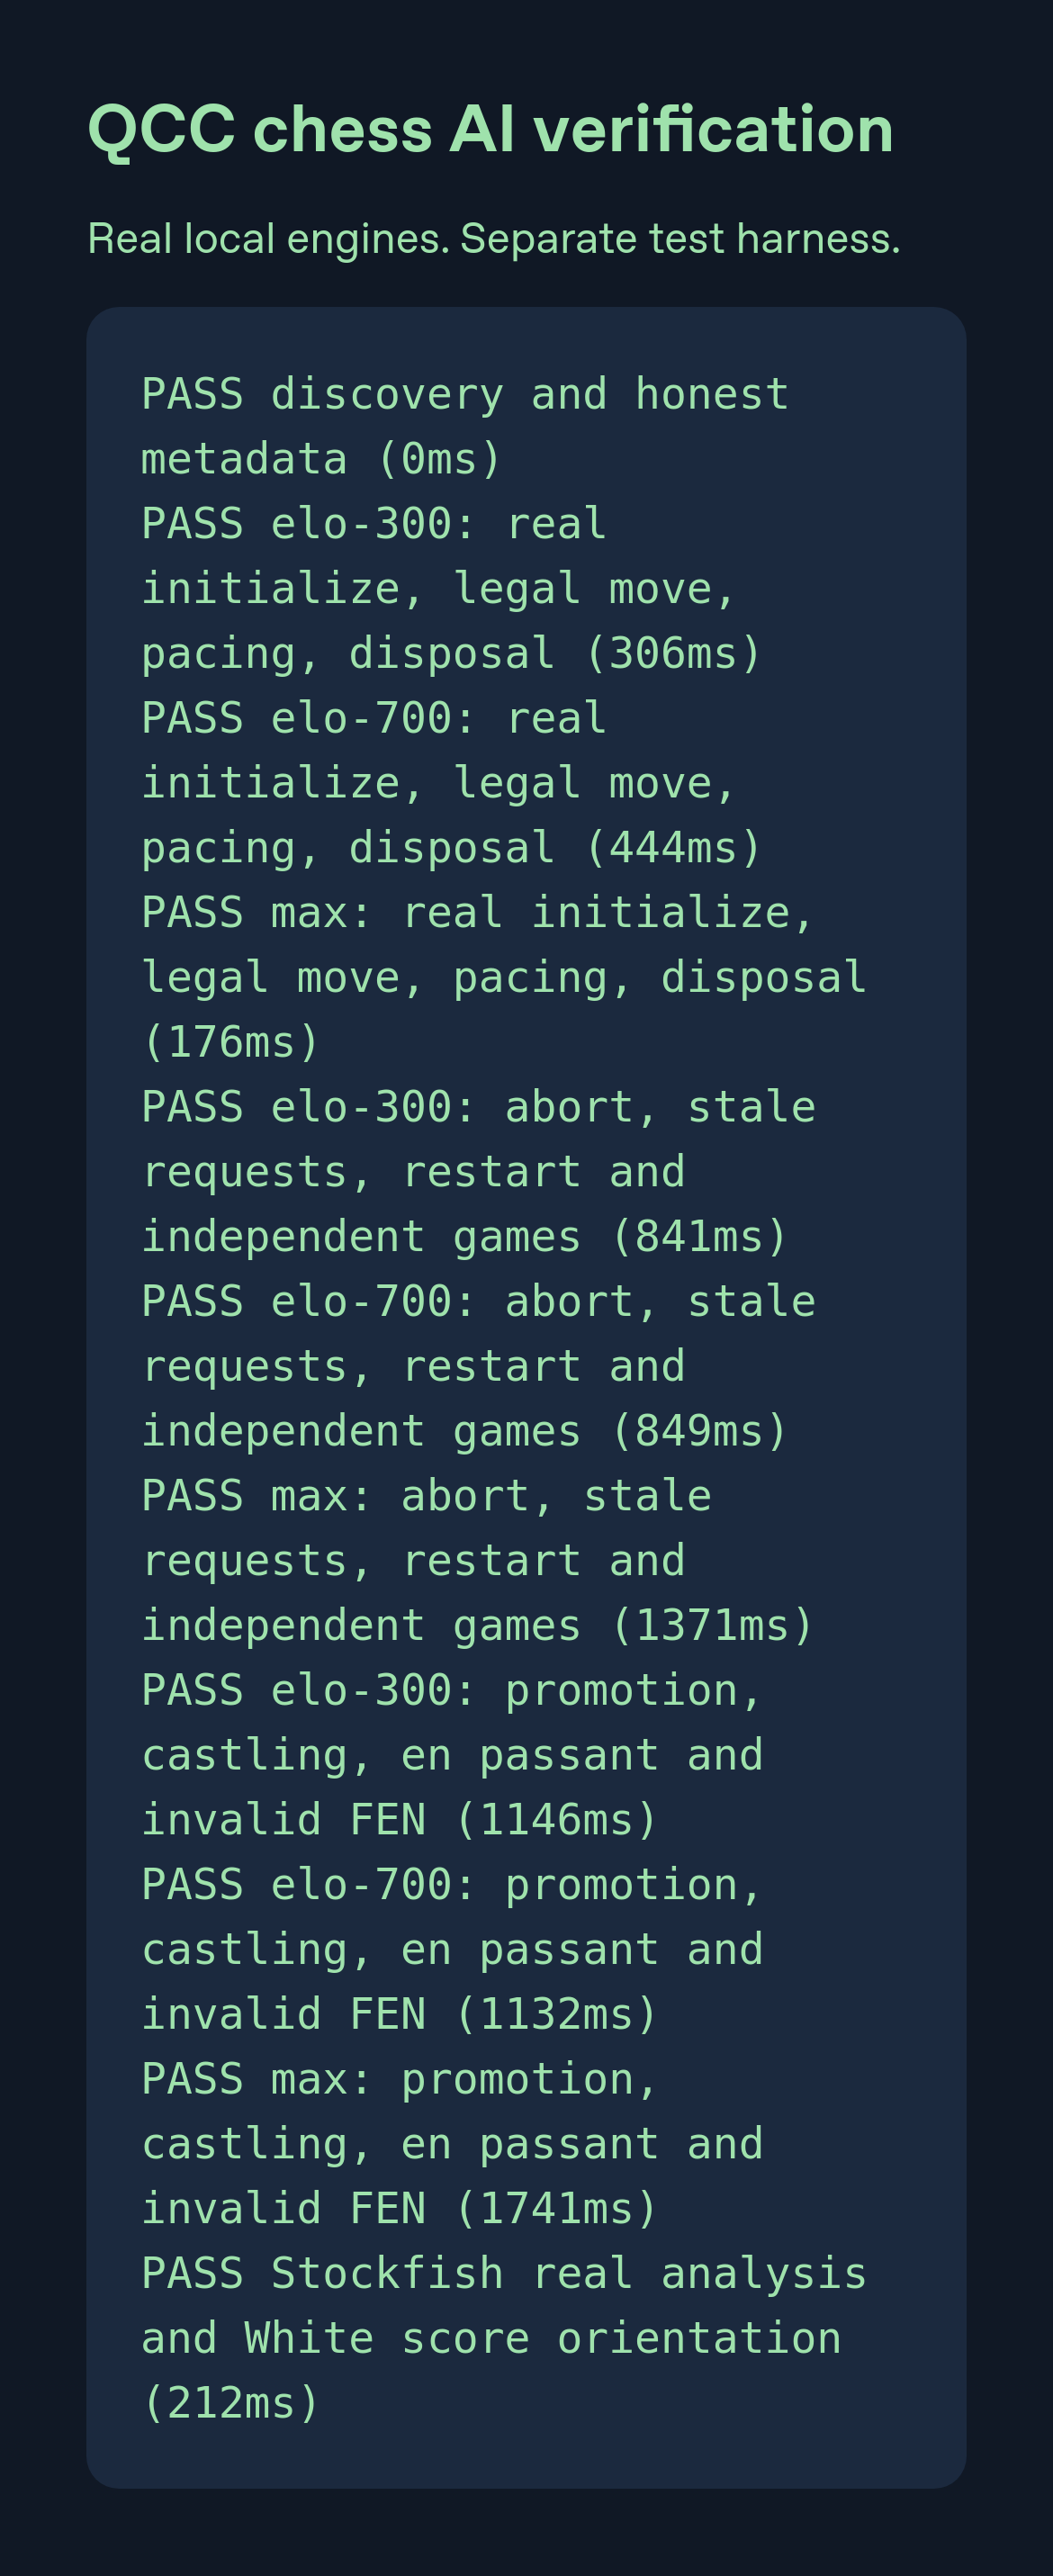 QCC chess AI verification
Real local engines. Separate test harness.
PASS discovery and honest
metadata (0ms)
PASS elo-300: real
initialize, legal move,
pacing, disposal (306ms)
PASS elo-700: real
initialize, legal move,
pacing, disposal (444ms)
PASS max: real initialize,
legal move, pacing, disposal
(176ms)
PASS elo-300: abort, stale
requests, restart and
independent games (841ms)
PASS elo-700: abort, stale
requests, restart and
independent games (849ms)
PASS max: abort, stale
requests, restart and
independent games (1371ms)
PASS elo-300: promotion,
castling, en passant and
invalid FEN (1146ms)
PASS elo-700: promotion,
castling, en passant and
invalid FEN (1132ms)
PASS max: promotion,
castling, en passant and
invalid FEN (1741ms)
PASS Stockfish real analysis
and White score orientation
(212ms)